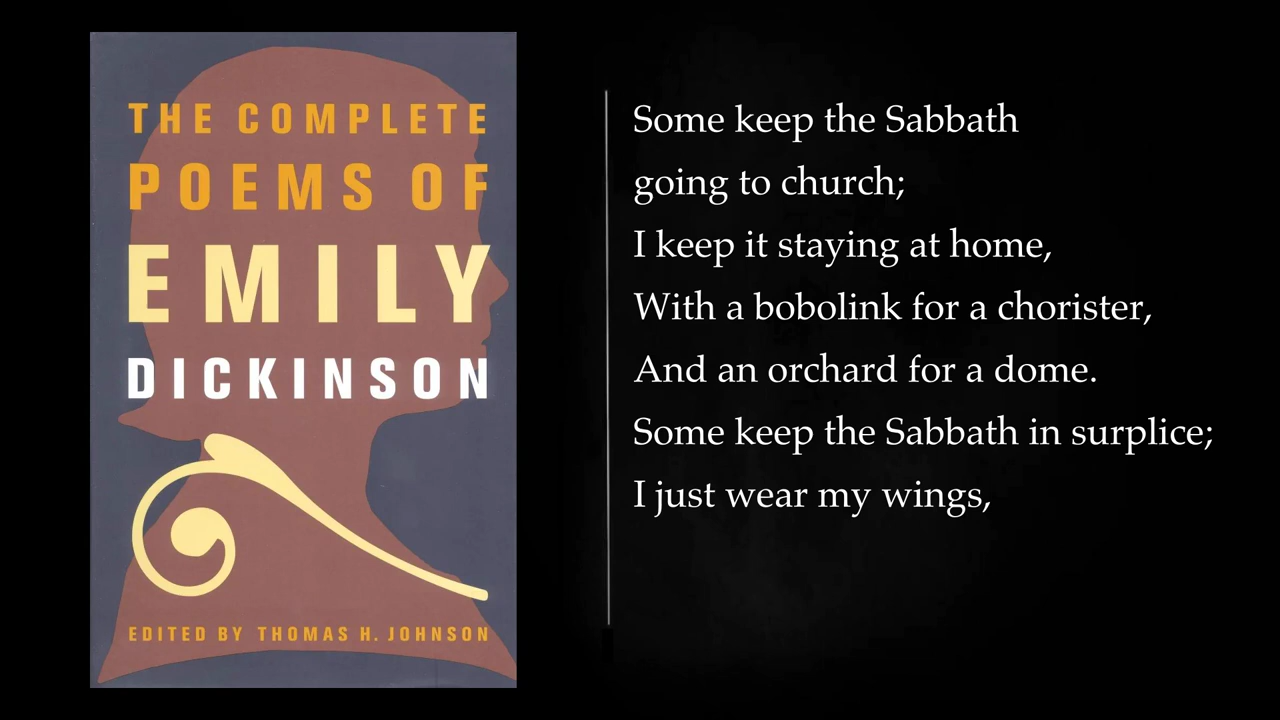 THE COMPLETE
POEMS OF
EMILY
DICKINSON
EDITED BY THOMAS H. JOHNSON
Some keep the Sabbath
going to church;
I keep it staying at home,
With a bobolink for a chorister,
And an orchard for a dome.
Some keep the Sabbath in surplice;
I just wear my wings,